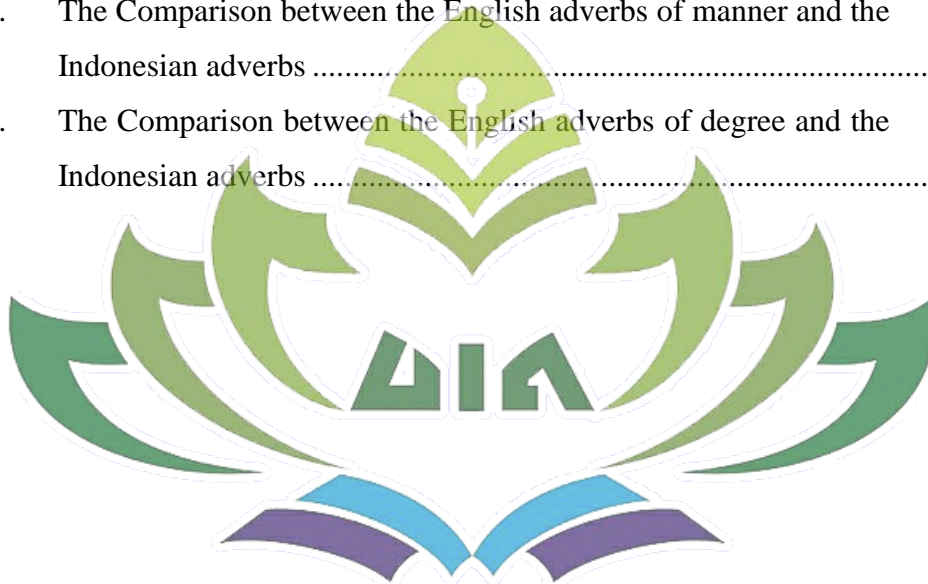 . The Comparison between the English adverbs of manner and the
Indonesian adverbs ................................................................................
. The Comparison between the English adverbs of degree and the
Indonesian adverbs ................................................................................
UIN